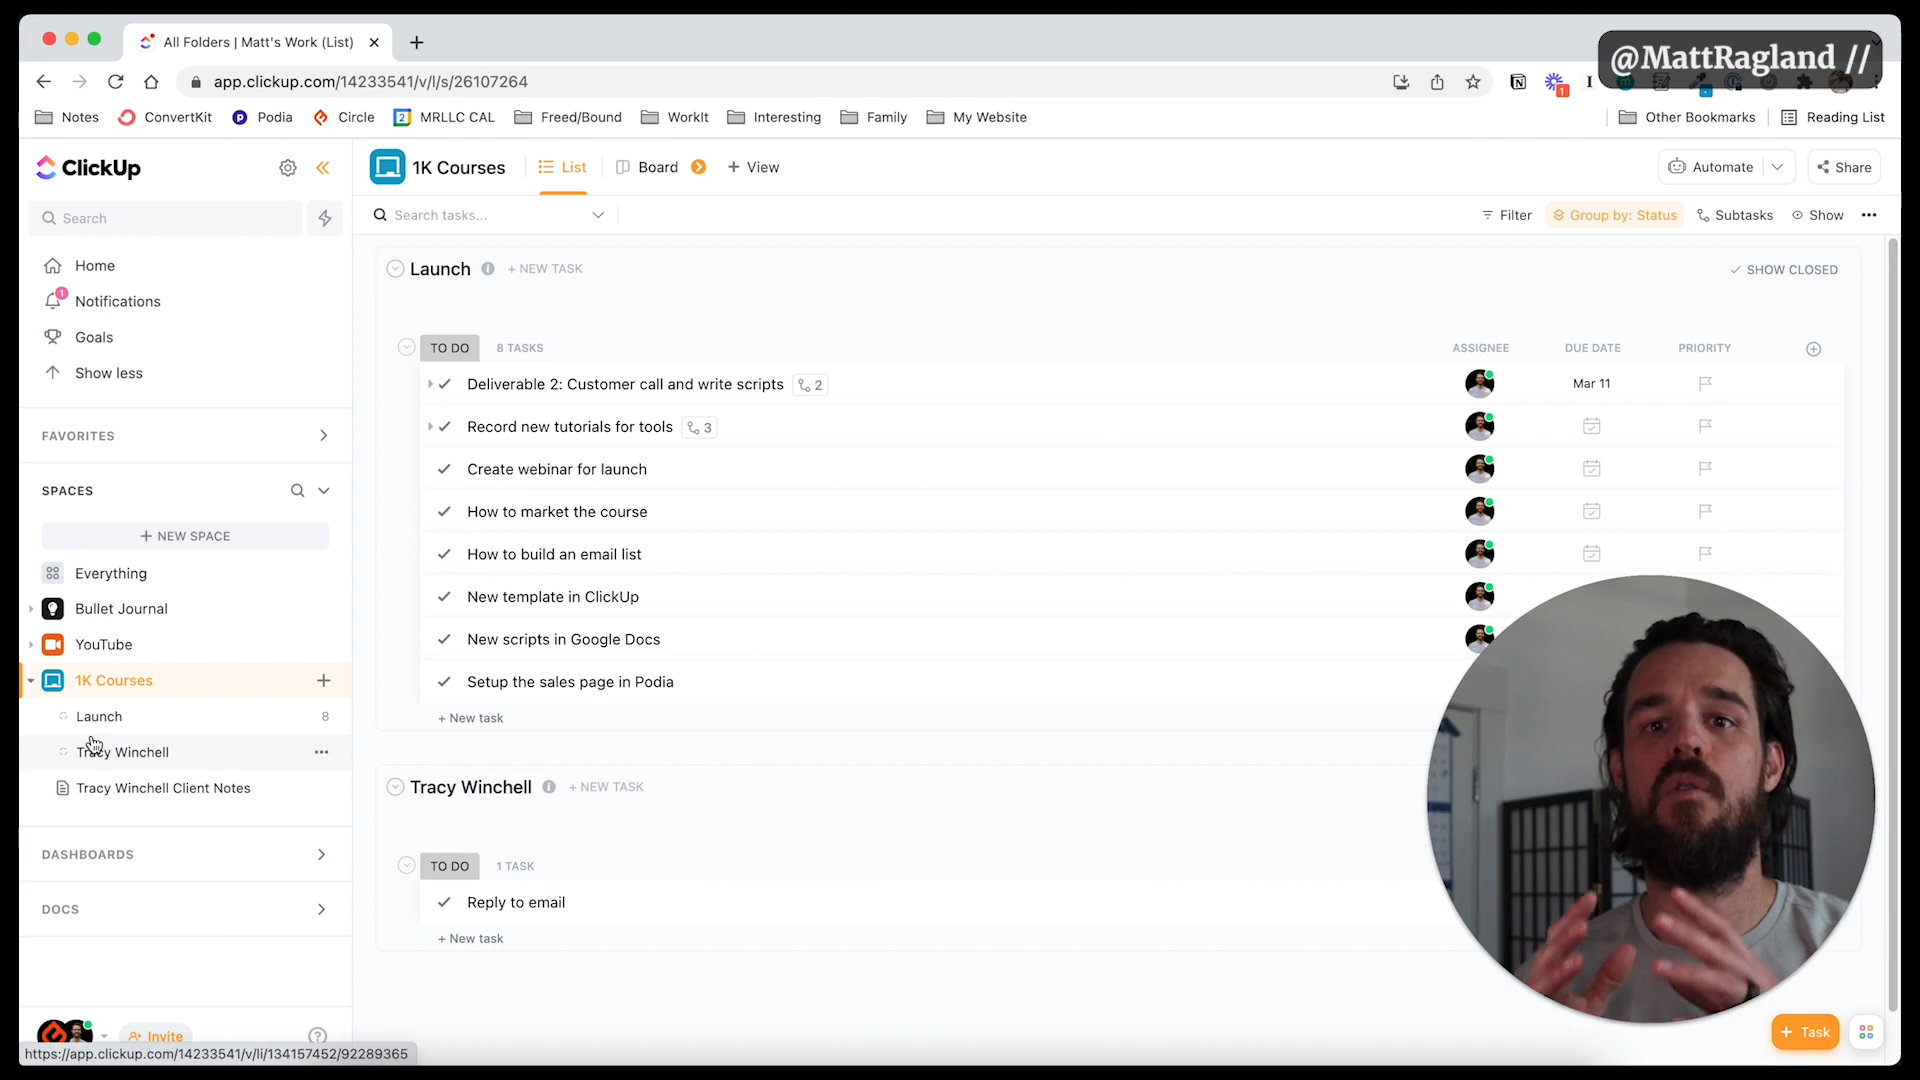 All Folders | Matt's Work (List)
@MattRagland //
app.clickup.com/14233541/v/l/s/26107264
1
Notes
ConvertKit
Podia
Circle
2
MRLLC CAL
Freed/Bound
WorkIt
Interesting
Family
My Website
Other Bookmarks
Reading List
ClickUp
1K Courses
List
Board
+ View
Automate
Share
Search
Search tasks...
Filter
Group by: Status
Subtasks
Show
Home
1
Notifications
Goals
Show less
FAVORITES
SPACES
+ NEW SPACE
Everything
Bullet Journal
YouTube
1K Courses
Launch
8
Tracy Winchell
Tracy Winchell Client Notes
DASHBOARDS
DOCS
Invite
https://app.clickup.com/14233541/v/li/134157452/92289365
Launch
+ NEW TASK
SHOW CLOSED
TO DO
8 TASKS
ASSIGNEE
DUE DATE
PRIORITY
Deliverable 2: Customer call and write scripts
2
Mar 11
Record new tutorials for tools
3
Create webinar for launch
How to market the course
How to build an email list
New template in ClickUp
New scripts in Google Docs
Setup the sales page in Podia
+ New task
Tracy Winchell
+ NEW TASK
TO DO
1 TASK
Reply to email
+ New task
+ Task